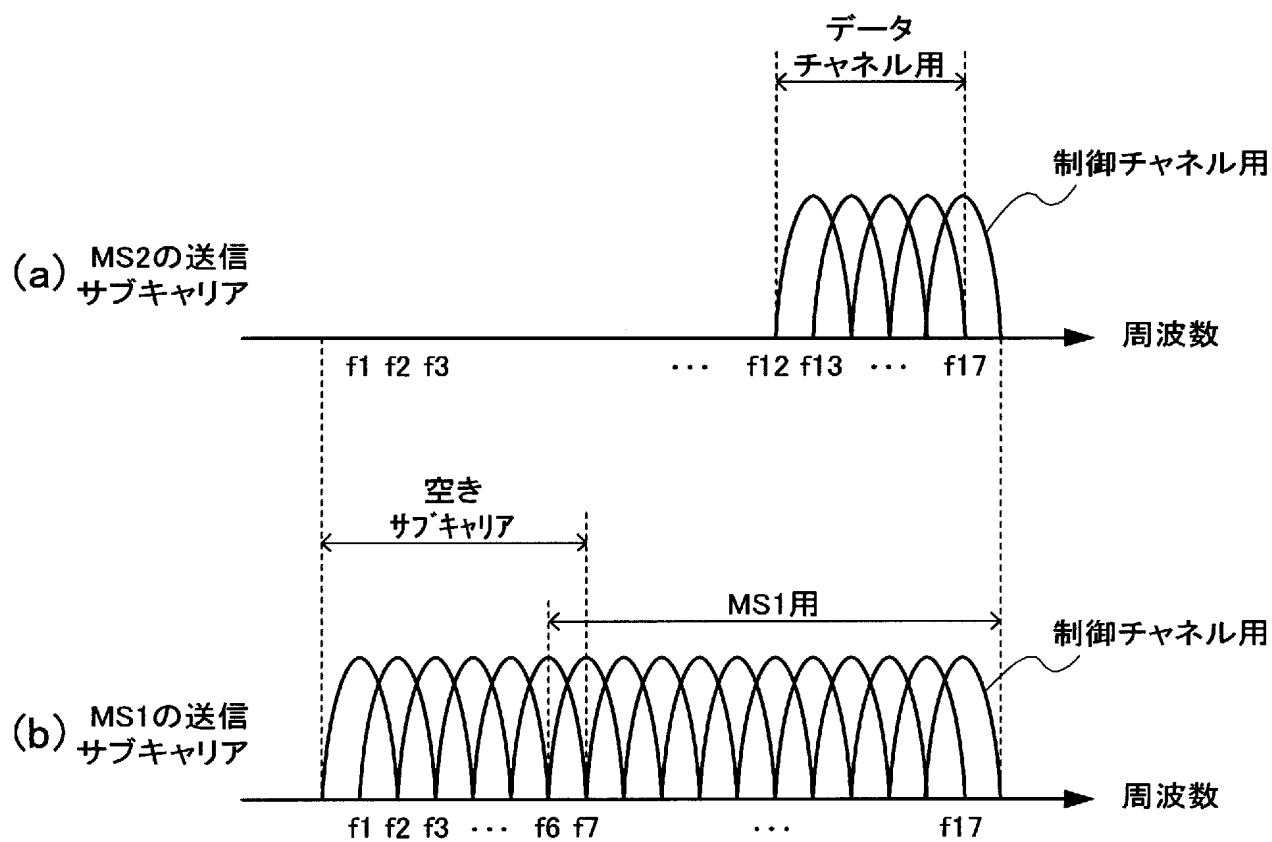 データ
チャネル用
制御チャネル用
(a)
MS2の送信
サブキャリア
周波数
f1 f2 f3 ··· f12 f13 ··· f17
空き
サブキャリア
MS1用
制御チャネル用
(b)
MS1の送信
サブキャリア
周波数
f1 f2 f3 ··· f6 f7 ··· f17